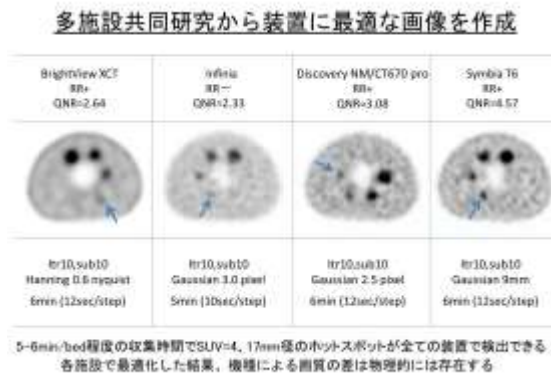 多施設共同研究から装置に最適な画像を作成
BrightView XCT
RR+
QNR=2.64
Infinia
RR－
QNR=2.33
Discovery NM/CT670 pro
RR+
QNR=3.08
Symbia T6
RR+
QNR=4.57
Itr10,sub10
Hanning 0.6 nyquist
6min (12sec/step)
Itr10,sub10
Gaussian 3.0 pixel
5min (10sec/step)
Itr10,sub10
Gaussian 2.5 pixel
6min (12sec/step)
Itr10,sub10
Gaussian 9mm
6min (12sec/step)
5-6min/bed程度の収集時間でSUV=4, 17mm径のホットスポットが全ての装置で検出できる
各施設で最適化した結果、機種による画質の差は物理的には存在する